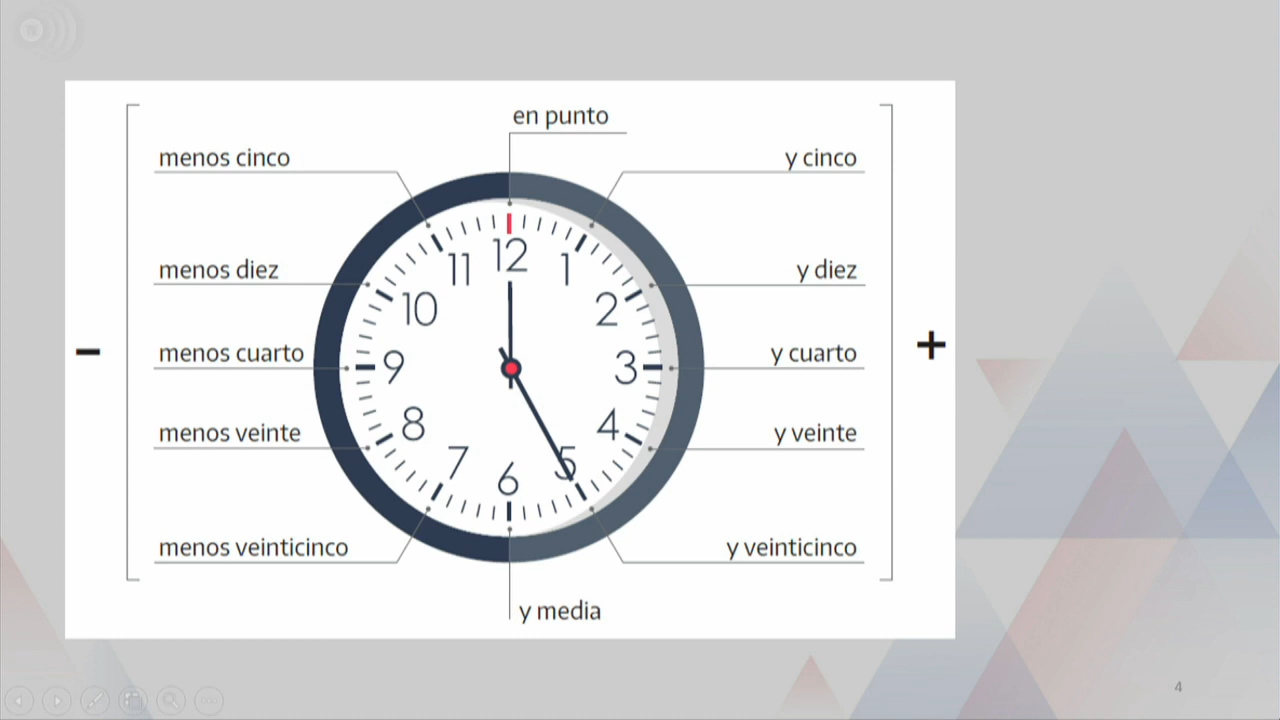 en punto
menos cinco
y cinco
menos diez
y diez
menos cuarto
y cuarto
menos veinte
y veinte
menos veinticinco
y veinticinco
y media
-
+
12
1
2
3
4
5
6
7
8
9
10
11
4